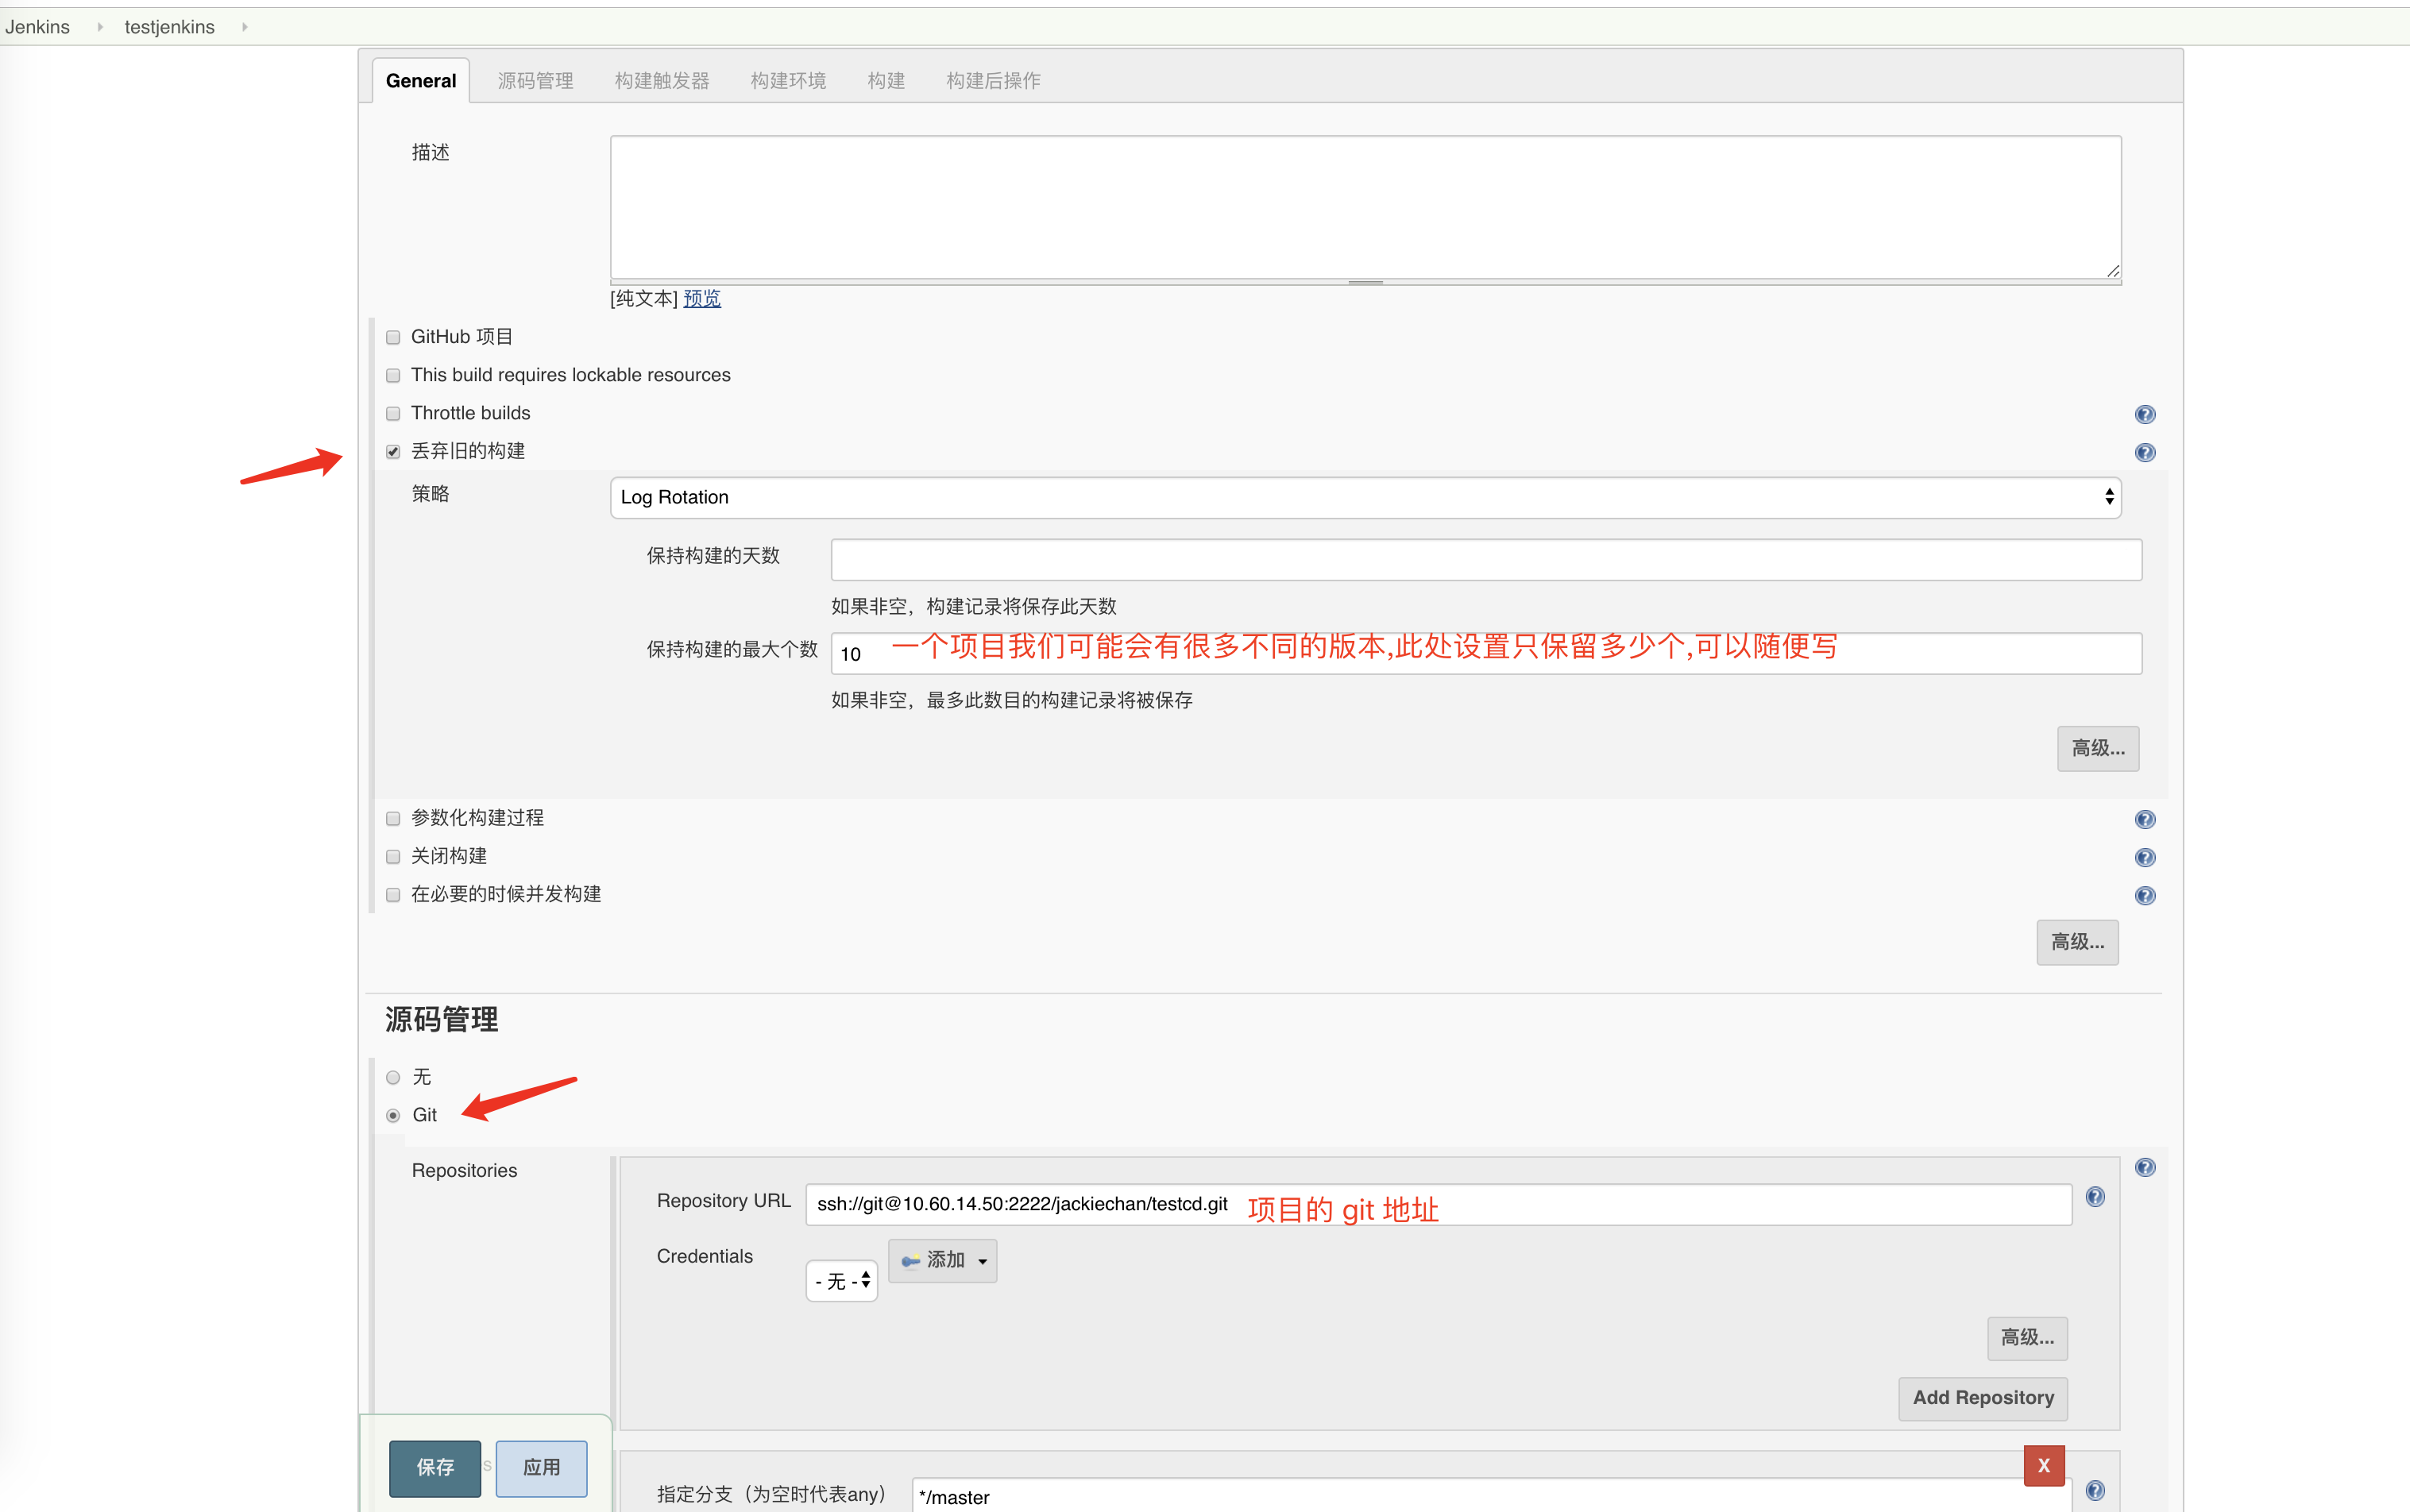 Jenkins testjenkins
General 源码管理 构建触发器 构建环境 构建 构建后操作
描述
[纯文本] 预览
GitHub 项目
This build requires lockable resources
Throttle builds
丢弃旧的构建
策略 Log Rotation
保持构建的天数
如果非空，构建记录将保存此天数
保持构建的最大个数 10 一个项目我们可能会有很多不同的版本,此处设置只保留多少个,可以随便写
如果非空，最多此数目的构建记录将被保存
高级...
参数化构建过程
关闭构建
在必要的时候并发构建
高级...
源码管理
无
Git
Repositories
Repository URL ssh://git@10.60.14.50:2222/jackiechan/testcd.git 项目的 git 地址
Credentials - 无 - 添加
高级...
Add Repository
保存 s 应用
X
指定分支（为空时代表any） */master